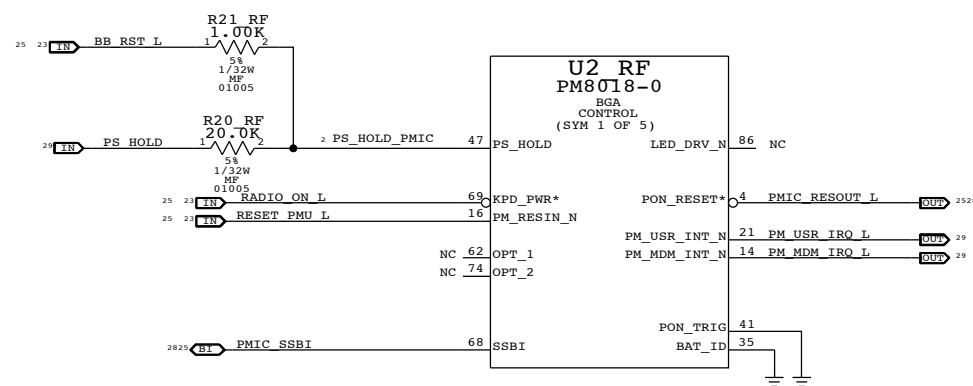 R21_RF
1.00K
25 23 IN BB_RST_L 1 2
5%
1/32W
MF
01005
U2_RF
PM8018-0
BGA
CONTROL
(SYM 1 OF 5)
R20_RF
20.0K
29 IN PS_HOLD 1 2
5%
1/32W
MF
01005
2 PS_HOLD_PMIC 47 PS_HOLD
LED_DRV_N 86 NC
25 23 IN RADIO_ON_L 69 KPD_PWR*
PON_RESET* 4 PMIC_RESOUT_L OUT 2528
25 23 IN RESET_PMU_L 16 PM_RESIN_N
PM_USR_INT_N 21 PM_USR_IRQ_L OUT 29
NC 62 OPT_1
PM_MDM_INT_N 14 PM_MDM_IRQ_L OUT 29
NC 74 OPT_2
PON_TRIG 41
2825 BI PMIC_SSBI 68 SSBI
BAT_ID 35